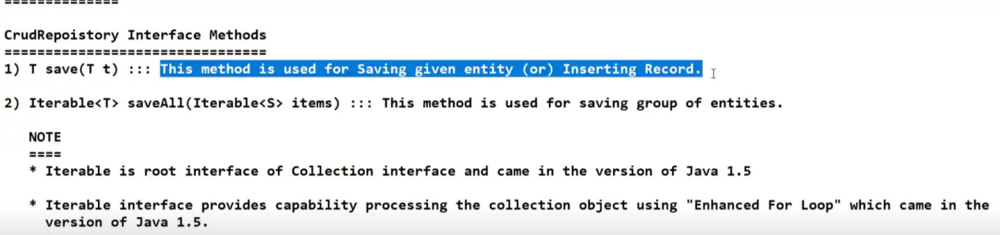 ===============
CrudRepoistory Interface Methods
================================
1) T save(T t) ::: This method is used for Saving given entity (or) Inserting Record.
2) Iterable<T> saveAll(Iterable<S> items) ::: This method is used for saving group of entities.
NOTE
====
* Iterable is root interface of Collection interface and came in the version of Java 1.5
* Iterable interface provides capability processing the collection object using "Enhanced For Loop" which came in the
version of Java 1.5.